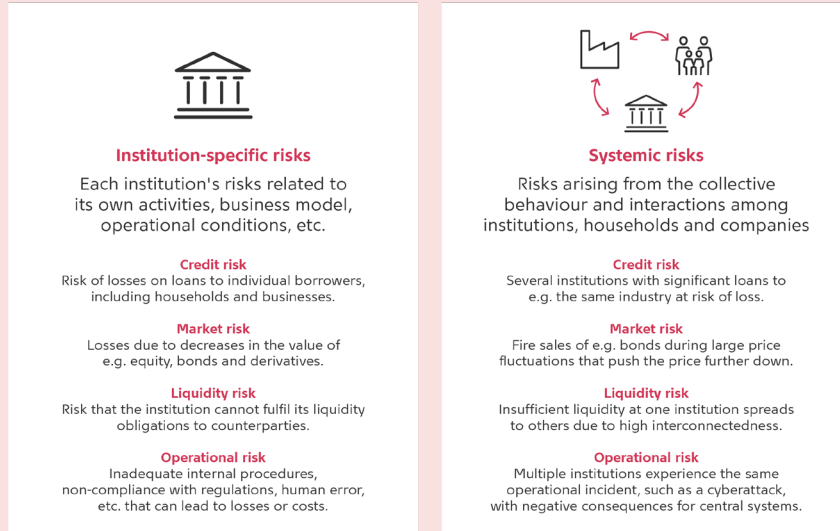 Institution-specific risks
Each institution's risks related to
its own activities, business model,
operational conditions, etc.
Credit risk
Risk of losses on loans to individual borrowers,
including households and businesses.
Market risk
Losses due to decreases in the value of
e.g. equity, bonds and derivatives.
Liquidity risk
Risk that the institution cannot fulfil its liquidity
obligations to counterparties.
Operational risk
Inadequate internal procedures,
non-compliance with regulations, human error,
etc. that can lead to losses or costs.
Systemic risks
Risks arising from the collective
behaviour and interactions among
institutions, households and companies
Credit risk
Several institutions with significant loans to
e.g. the same industry at risk of loss.
Market risk
Fire sales of e.g. bonds during large price
fluctuations that push the price further down.
Liquidity risk
Insufficient liquidity at one institution spreads
to others due to high interconnectedness.
Operational risk
Multiple institutions experience the same
operational incident, such as a cyberattack,
with negative consequences for central systems.